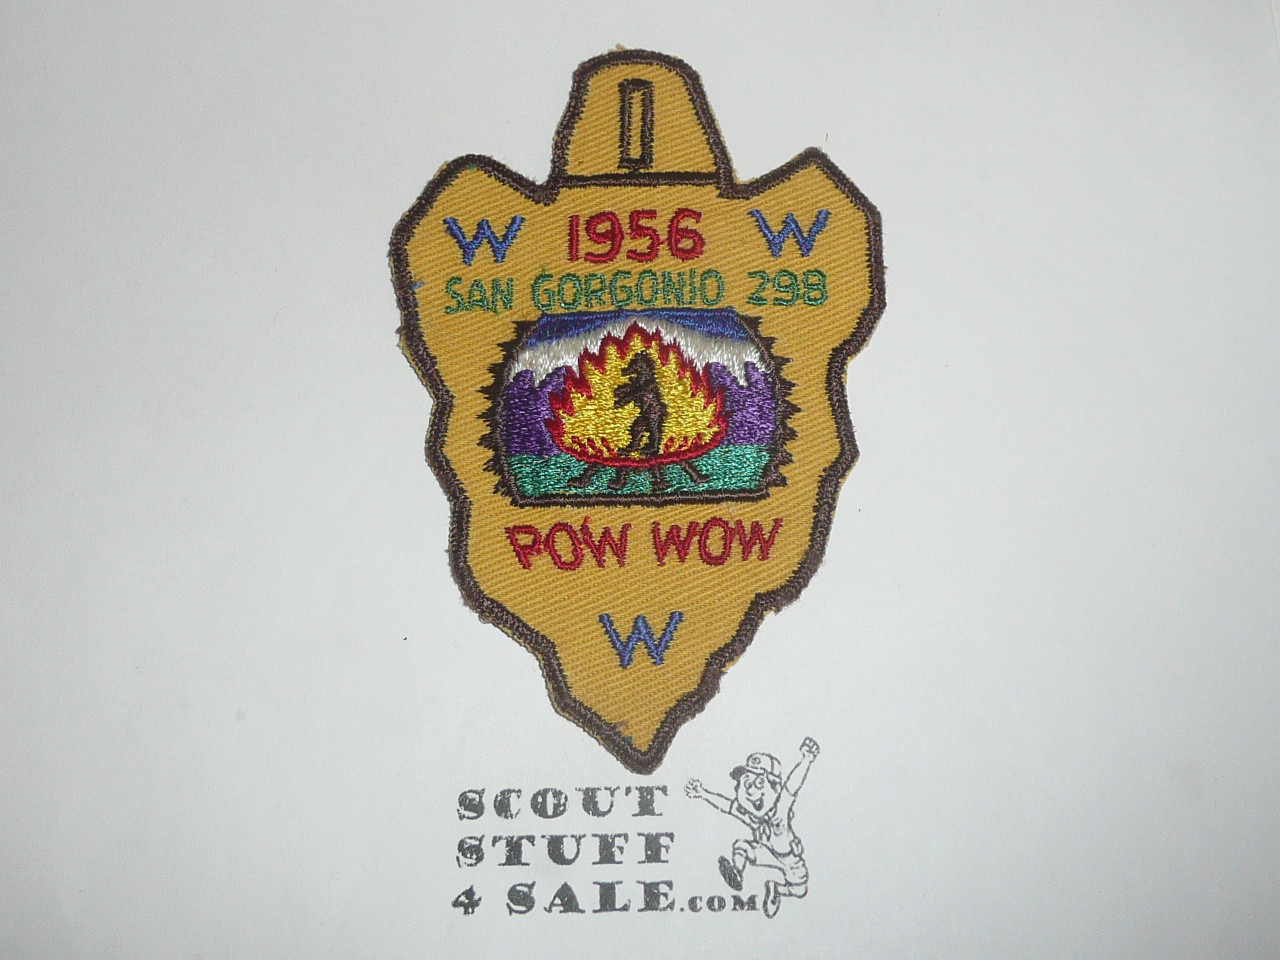 W 1956 W
SAN GORGONIO 298
POW WOW
W
SCOUT
STUFF
4 SALE.COM